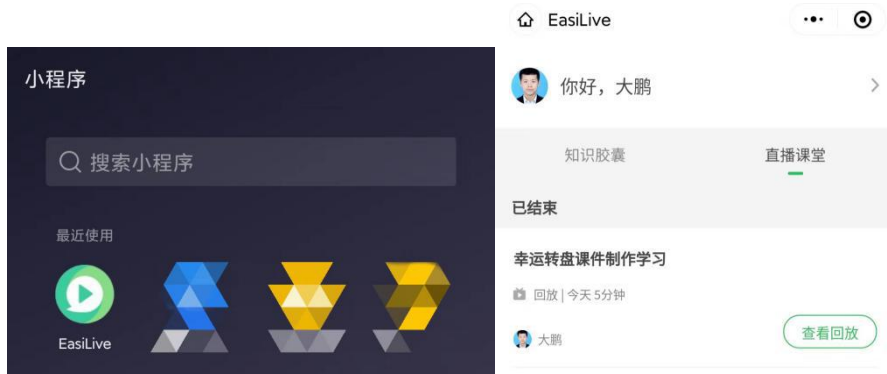 小程序
搜索小程序
最近使用
EasiLive
EasiLive
你好，大鹏
知识胶囊
直播课堂
已结束
幸运转盘课件制作学习
回放 | 今天 5分钟
大鹏
查看回放